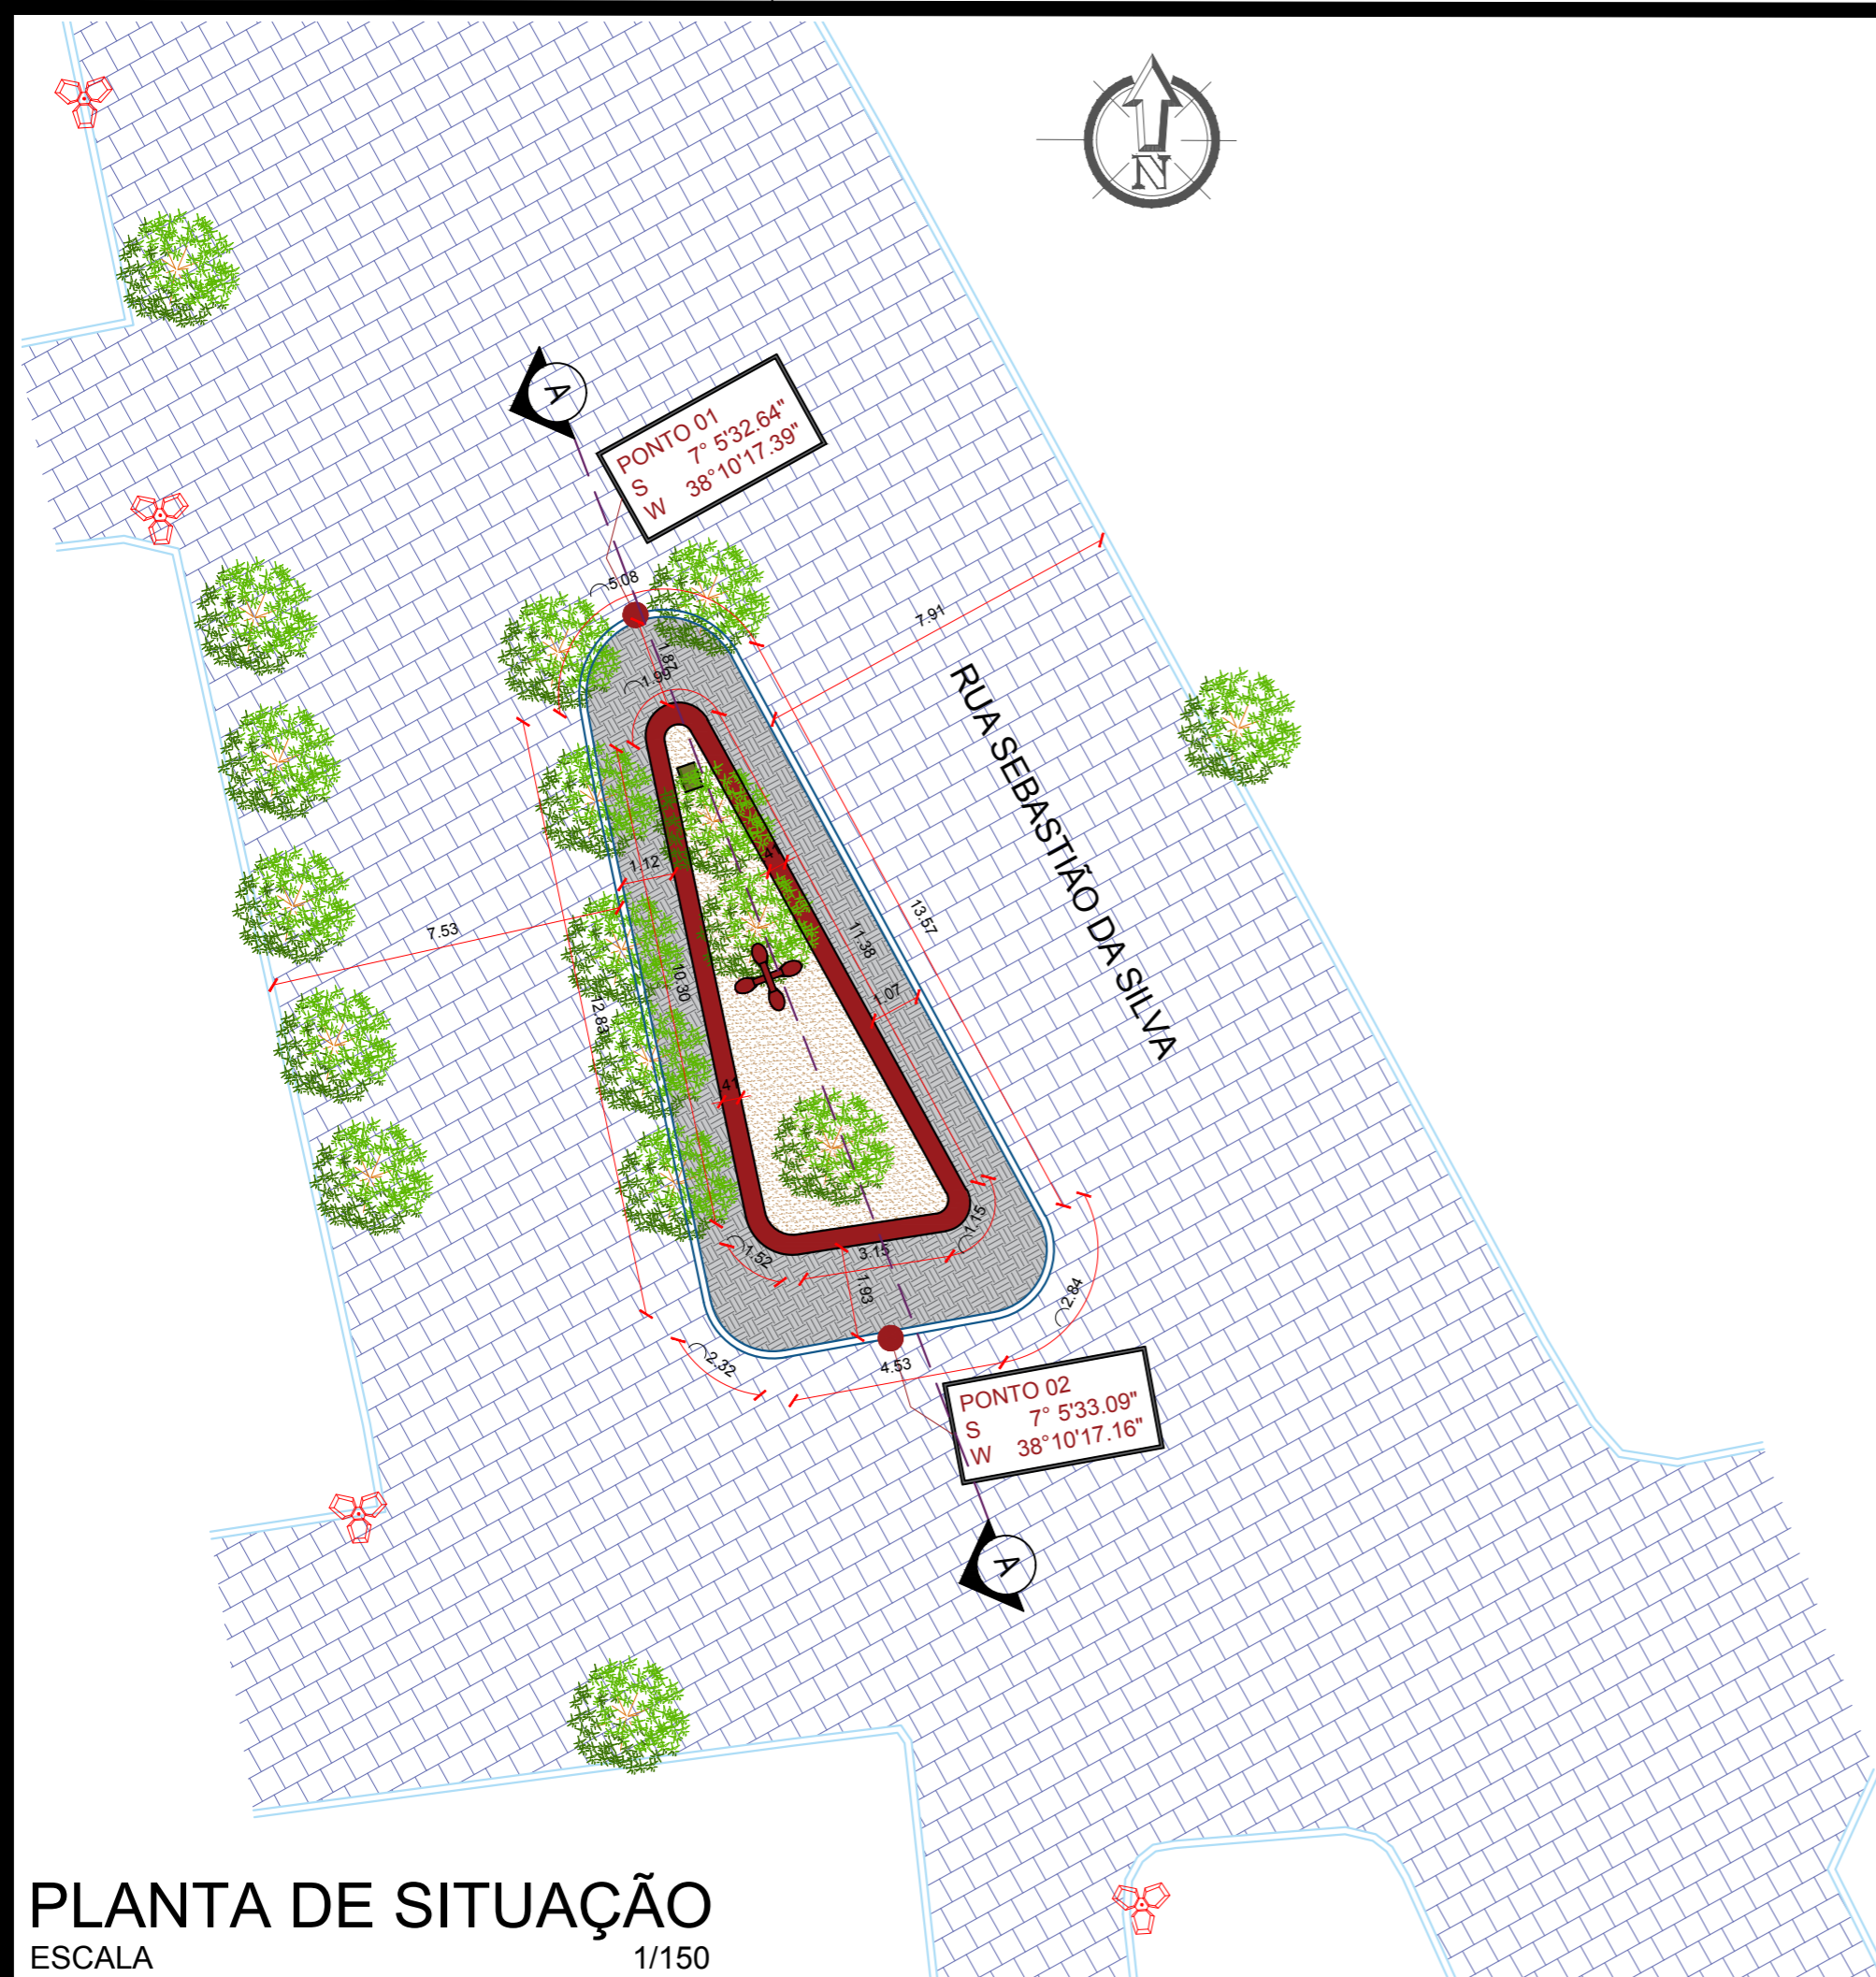 N
A
PONTO 01
S 7° 5'32.64"
W 38°10'17.39"
5.08
7.91
1.87
1.99
RUA SEBASTIÃO DA SILVA
1.12
13.57
11.38
7.53
10.30
1.07
12.83
41
1.15
1.52
3.15
1.93
2.84
2.32
4.53
PONTO 02
S 7° 5'33.09"
W 38°10'17.16"
A
PLANTA DE SITUAÇÃO
ESCALA 1/150